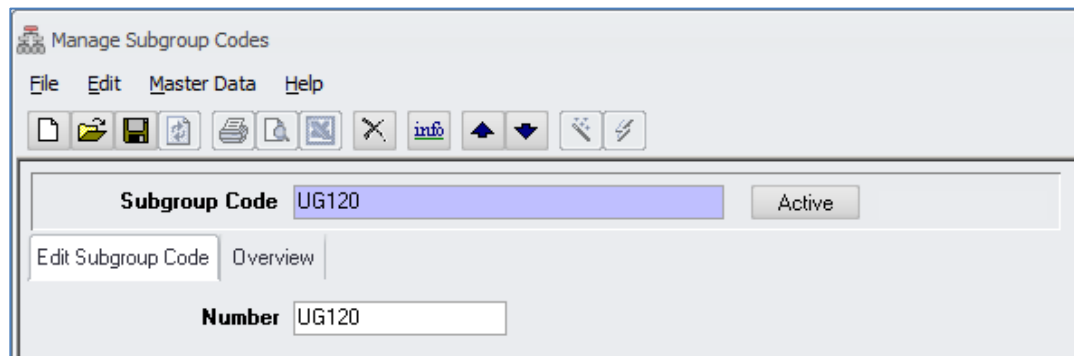 Manage Subgroup Codes
File Edit Master Data Help
info
Subgroup Code UG120 Active
Edit Subgroup Code Overview
Number UG120